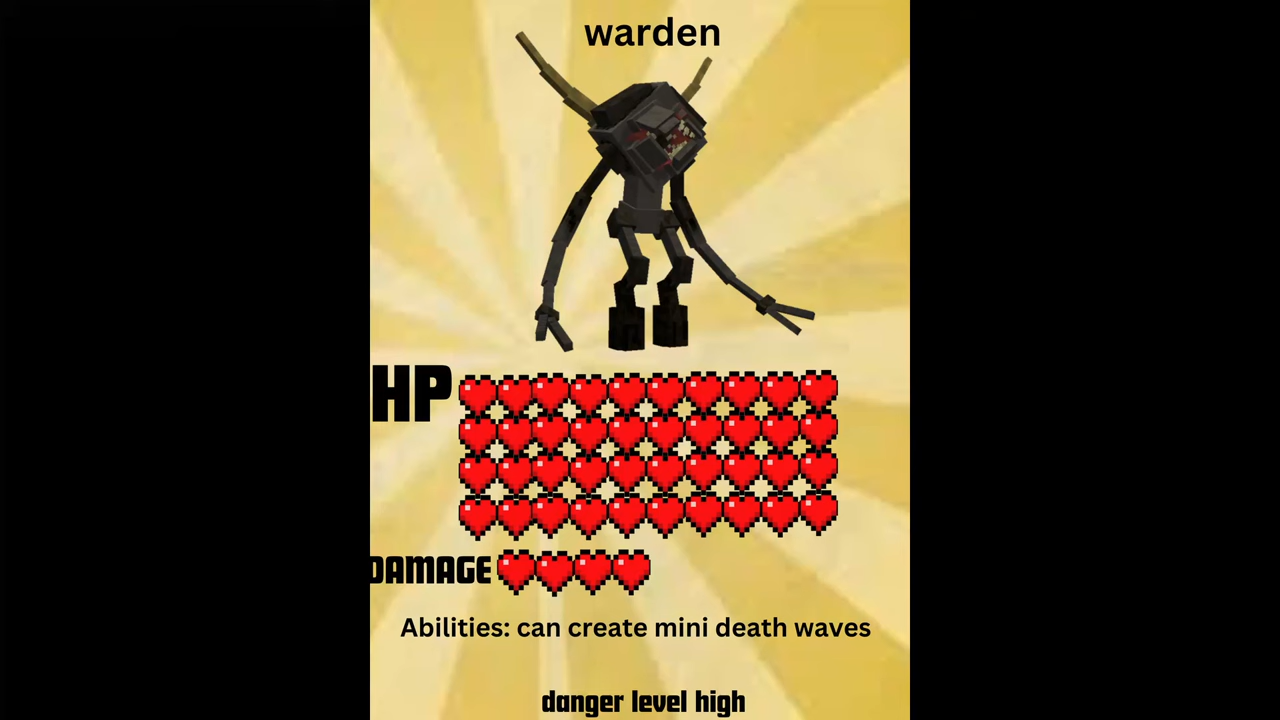 warden
HP
DAMAGE
Abilities: can create mini death waves
danger level high